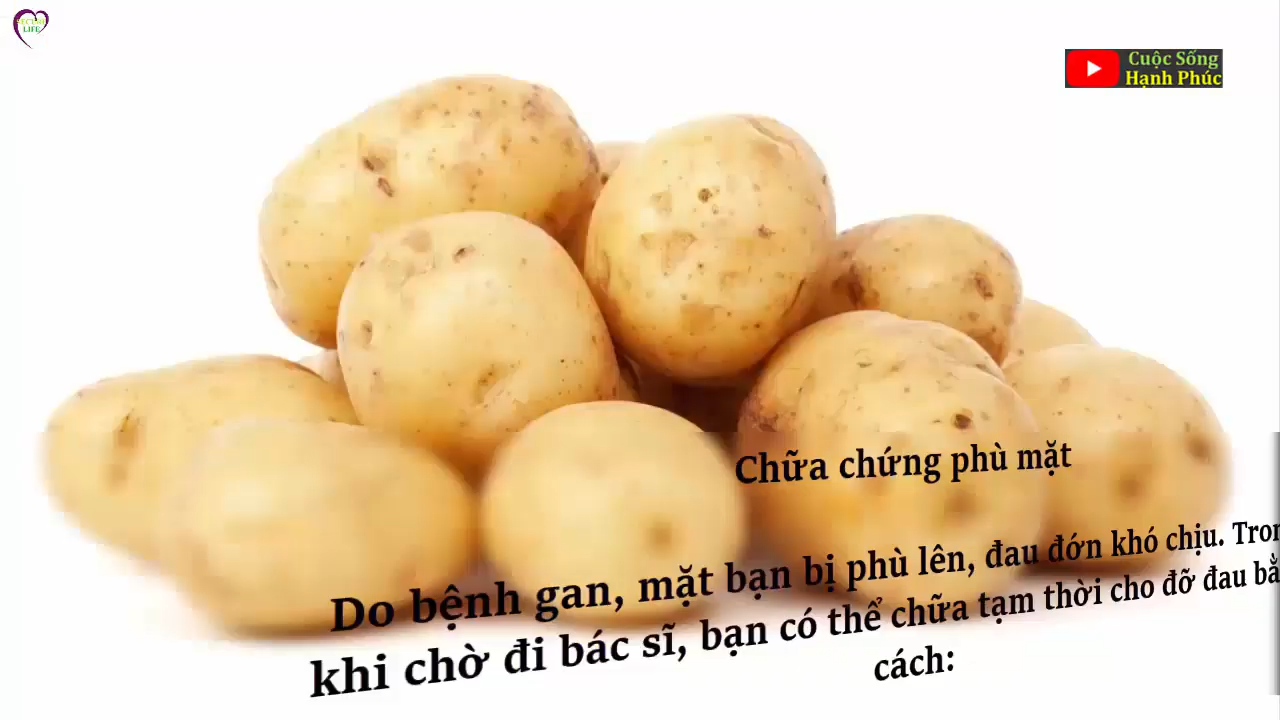 LIFE
Cuộc Sống
Hạnh Phúc
Chữa chứng phù mặt
Do bệnh gan, mặt bạn bị phù lên, đau đớn khó chịu.
khi chờ đi bác sĩ, bạn có thể chữa tạm thời cho đỡ đau
cách: